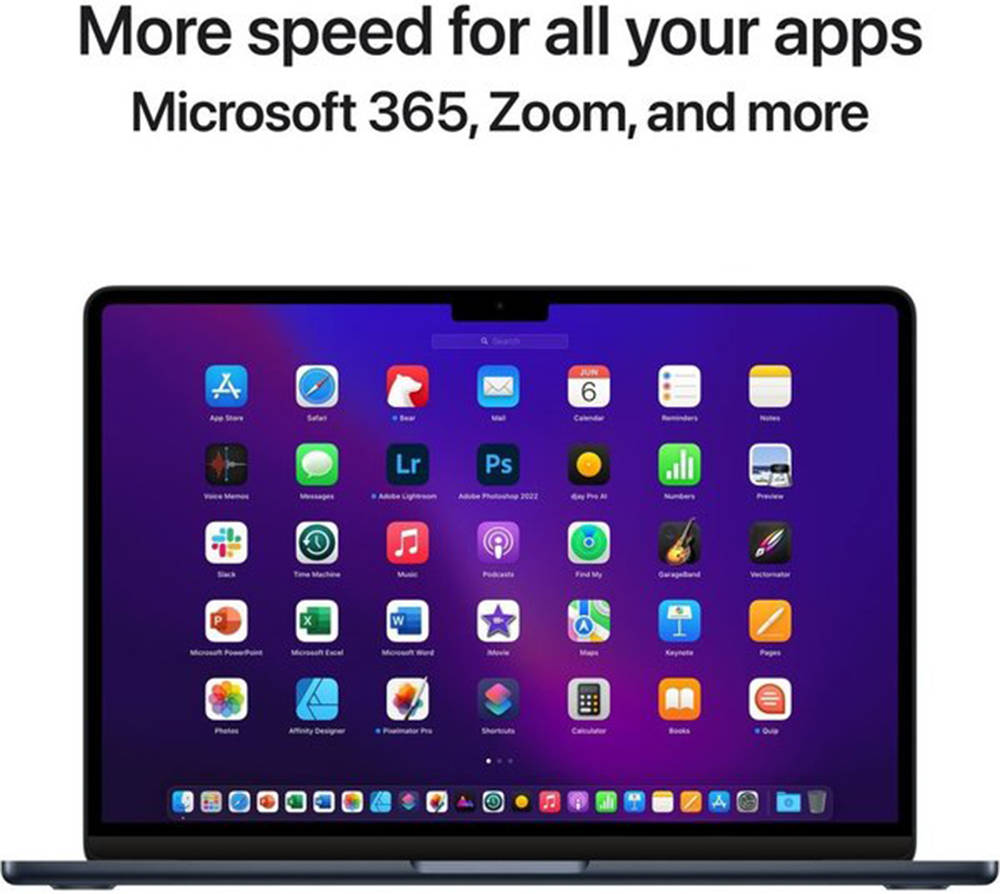 More speed for all your apps
Microsoft 365, Zoom, and more
Search
App Store Safari Bear Mail Calendar Reminders Notes
JUN
6
Voice Memos Messages Adobe Lightroom Adobe Photoshop 2022 djay Pro AI Numbers Preview
Lr Ps
Slack Time Machine Music Podcasts Find My GarageBand Vectornator
P X W
Microsoft PowerPoint Microsoft Excel Microsoft Word iMovie Maps Keynote Pages
Photos Affinity Designer Pixelmator Pro Shortcuts Calculator Books Quip